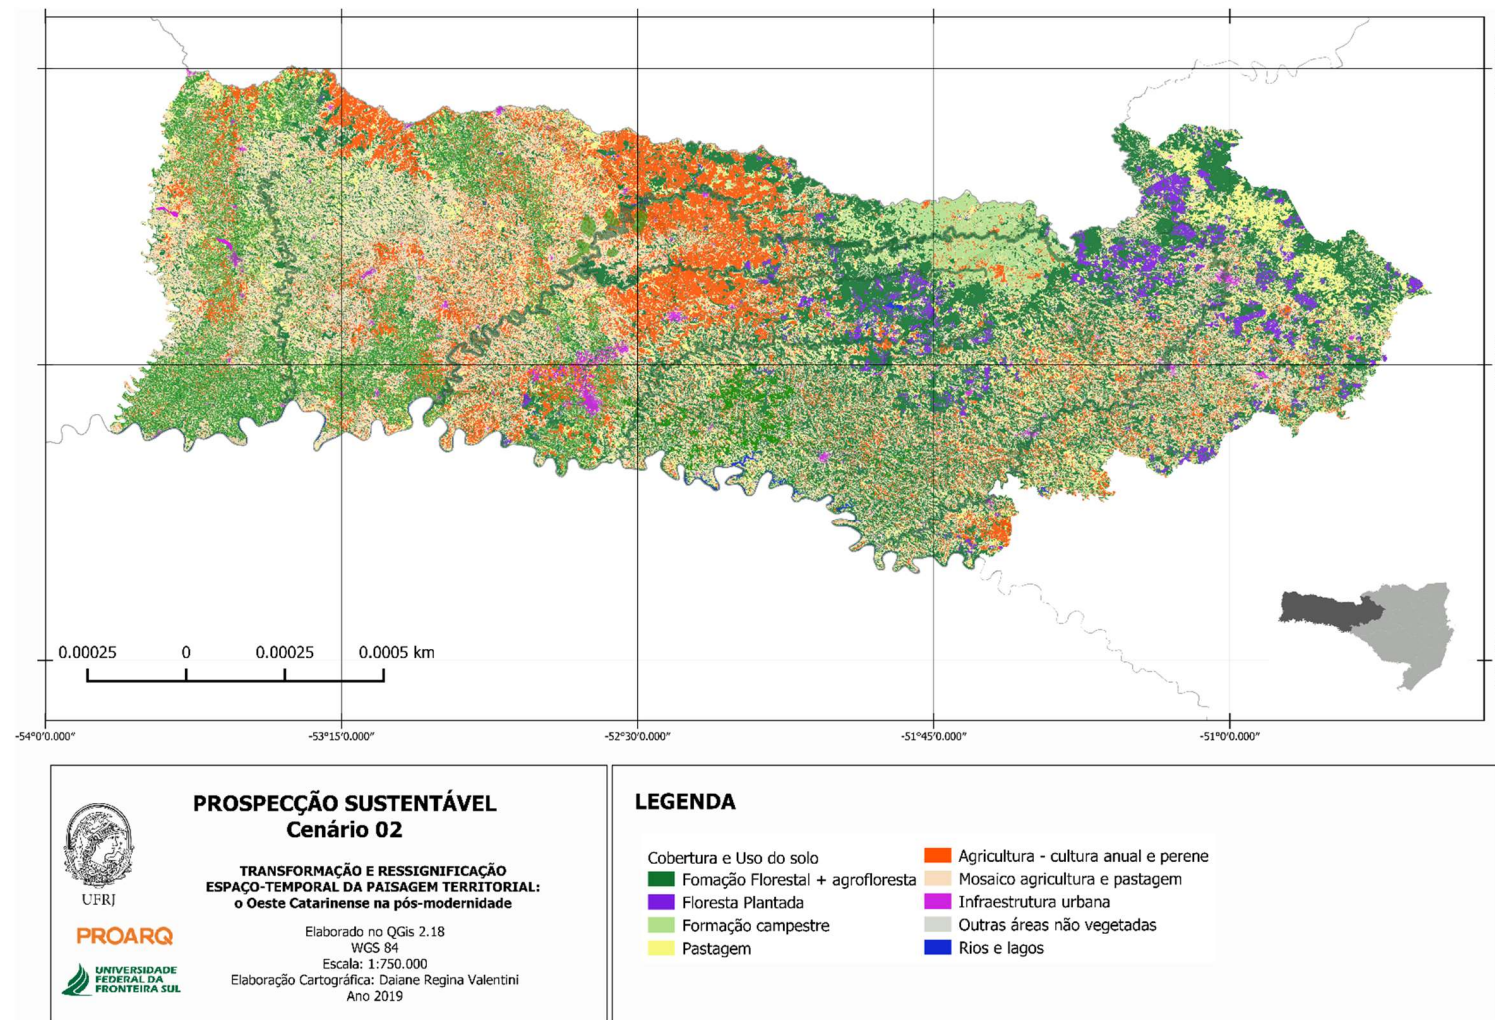 0.00025 0 0.00025 0.0005 km
-54°0'0.000" -53°15'0.000" -52°30'0.000" -51°45'0.000" -51°0'0.000"
PROSPECÇÃO SUSTENTÁVEL
Cenário 02
TRANSFORMAÇÃO E RESSIGNIFICAÇÃO
ESPAÇO-TEMPORAL DA PAISAGEM TERRITORIAL:
o Oeste Catarinense na pós-modernidade
UFRJ
PROARQ
UNIVERSIDADE
FEDERAL DA
FRONTEIRA SUL
Elaborado no QGis 2.18
WGS 84
Escala: 1:750.000
Elaboração Cartográfica: Daiane Regina Valentini
Ano 2019
LEGENDA
Cobertura e Uso do solo
Fomação Florestal + agrofloresta
Floresta Plantada
Formação campestre
Pastagem
Agricultura - cultura anual e perene
Mosaico agricultura e pastagem
Infraestrutura urbana
Outras áreas não vegetadas
Rios e lagos